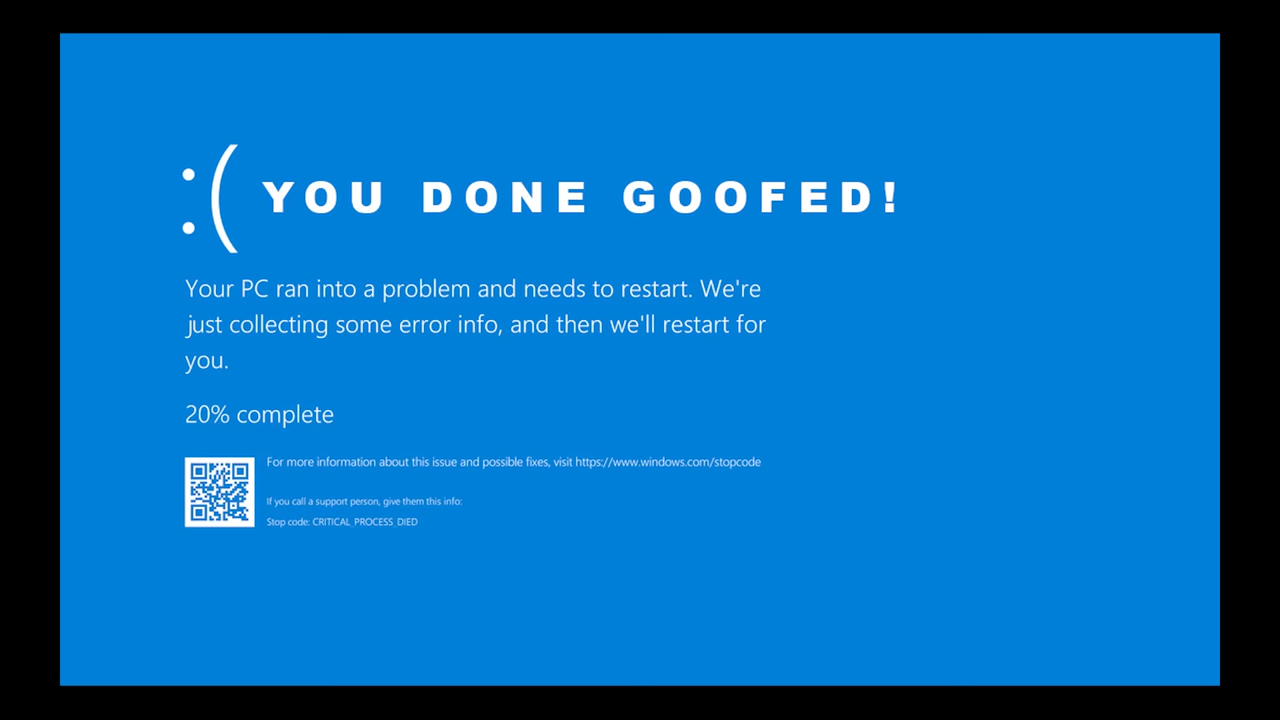 :( YOU DONE GOOFED!
Your PC ran into a problem and needs to restart. We're
just collecting some error info, and then we'll restart for
you.
20% complete
For more information about this issue and possible fixes, visit https://www.windows.com/stopcode
If you call a support person, give them this info:
Stop code: CRITICAL_PROCESS_DIED